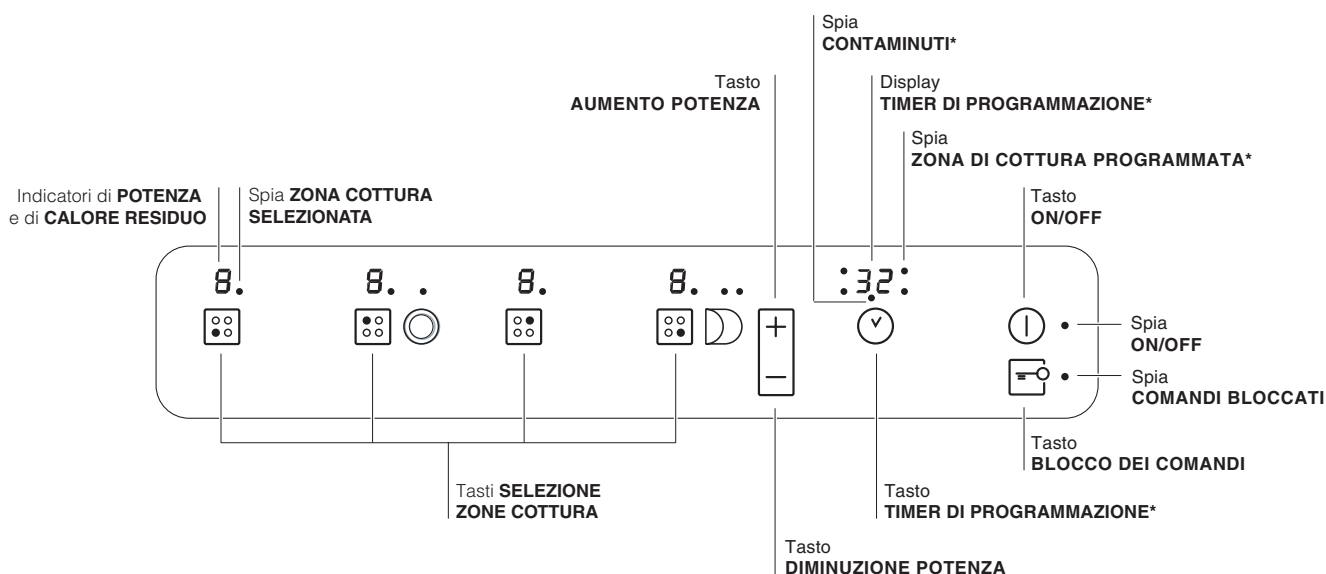 Spia
CONTAMINUTI*
Tasto
AUMENTO POTENZA
Display
TIMER DI PROGRAMMAZIONE*
Spia
ZONA DI COTTURA PROGRAMMATA*
Indicatori di POTENZA
e di CALORE RESIDUO
Spia ZONA COTTURA
SELEZIONATA
Tasto
ON/OFF
8. 8. 8. 8. 32
+
−
Spia
ON/OFF
Spia
COMANDI BLOCCATI
Tasto
BLOCCO DEI COMANDI
Tasti SELEZIONE
ZONE COTTURA
Tasto
TIMER DI PROGRAMMAZIONE*
Tasto
DIMINUZIONE POTENZA